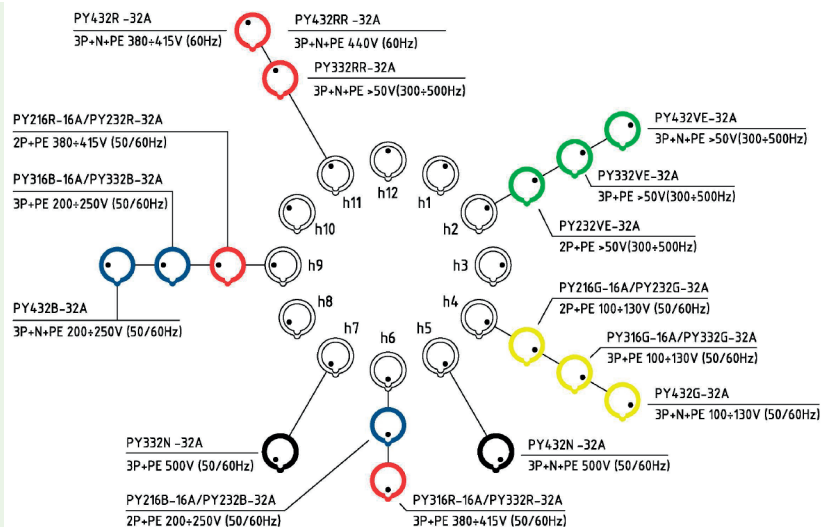 PY432R -32A
3P+N+PE 380÷415V (60Hz)
PY432RR-32A
3P+N+PE 440V (60Hz)
PY332RR-32A
3P+N+PE >50V(300÷500Hz)
PY216R-16A/PY232R-32A
2P+PE 380÷415V (50/60Hz)
PY316B-16A/PY332B-32A
3P+PE 200÷250V (50/60Hz)
PY432B-32A
3P+N+PE 200÷250V (50/60Hz)
PY432VE-32A
3P+N+PE >50V(300÷500Hz)
PY332VE-32A
3P+PE >50V(300÷500Hz)
PY232VE-32A
2P+PE >50V(300÷500Hz)
h11
h12
h1
h10
h2
h9
h3
h8
h4
h7
h6
h5
PY216G-16A/PY232G-32A
2P+PE 100÷130V (50/60Hz)
PY316G-16A/PY332G-32A
3P+PE 100÷130V (50/60Hz)
PY432G-32A
3P+N+PE 100÷130V (50/60Hz)
PY332N -32A
3P+PE 500V (50/60Hz)
PY432N -32A
3P+N+PE 500V (50/60Hz)
PY216B-16A/PY232B-32A
2P+PE 200÷250V (50/60Hz)
PY316R-16A/PY332R-32A
3P+PE 380÷415V (50/60Hz)